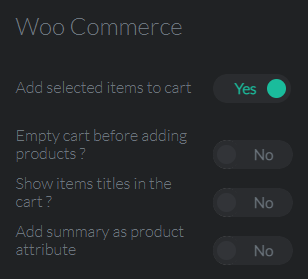 Woo Commerce
Add selected items to cart
Yes
Empty cart before adding
products ?
No
Show items titles in the
cart ?
No
Add summary as product
attribute
No